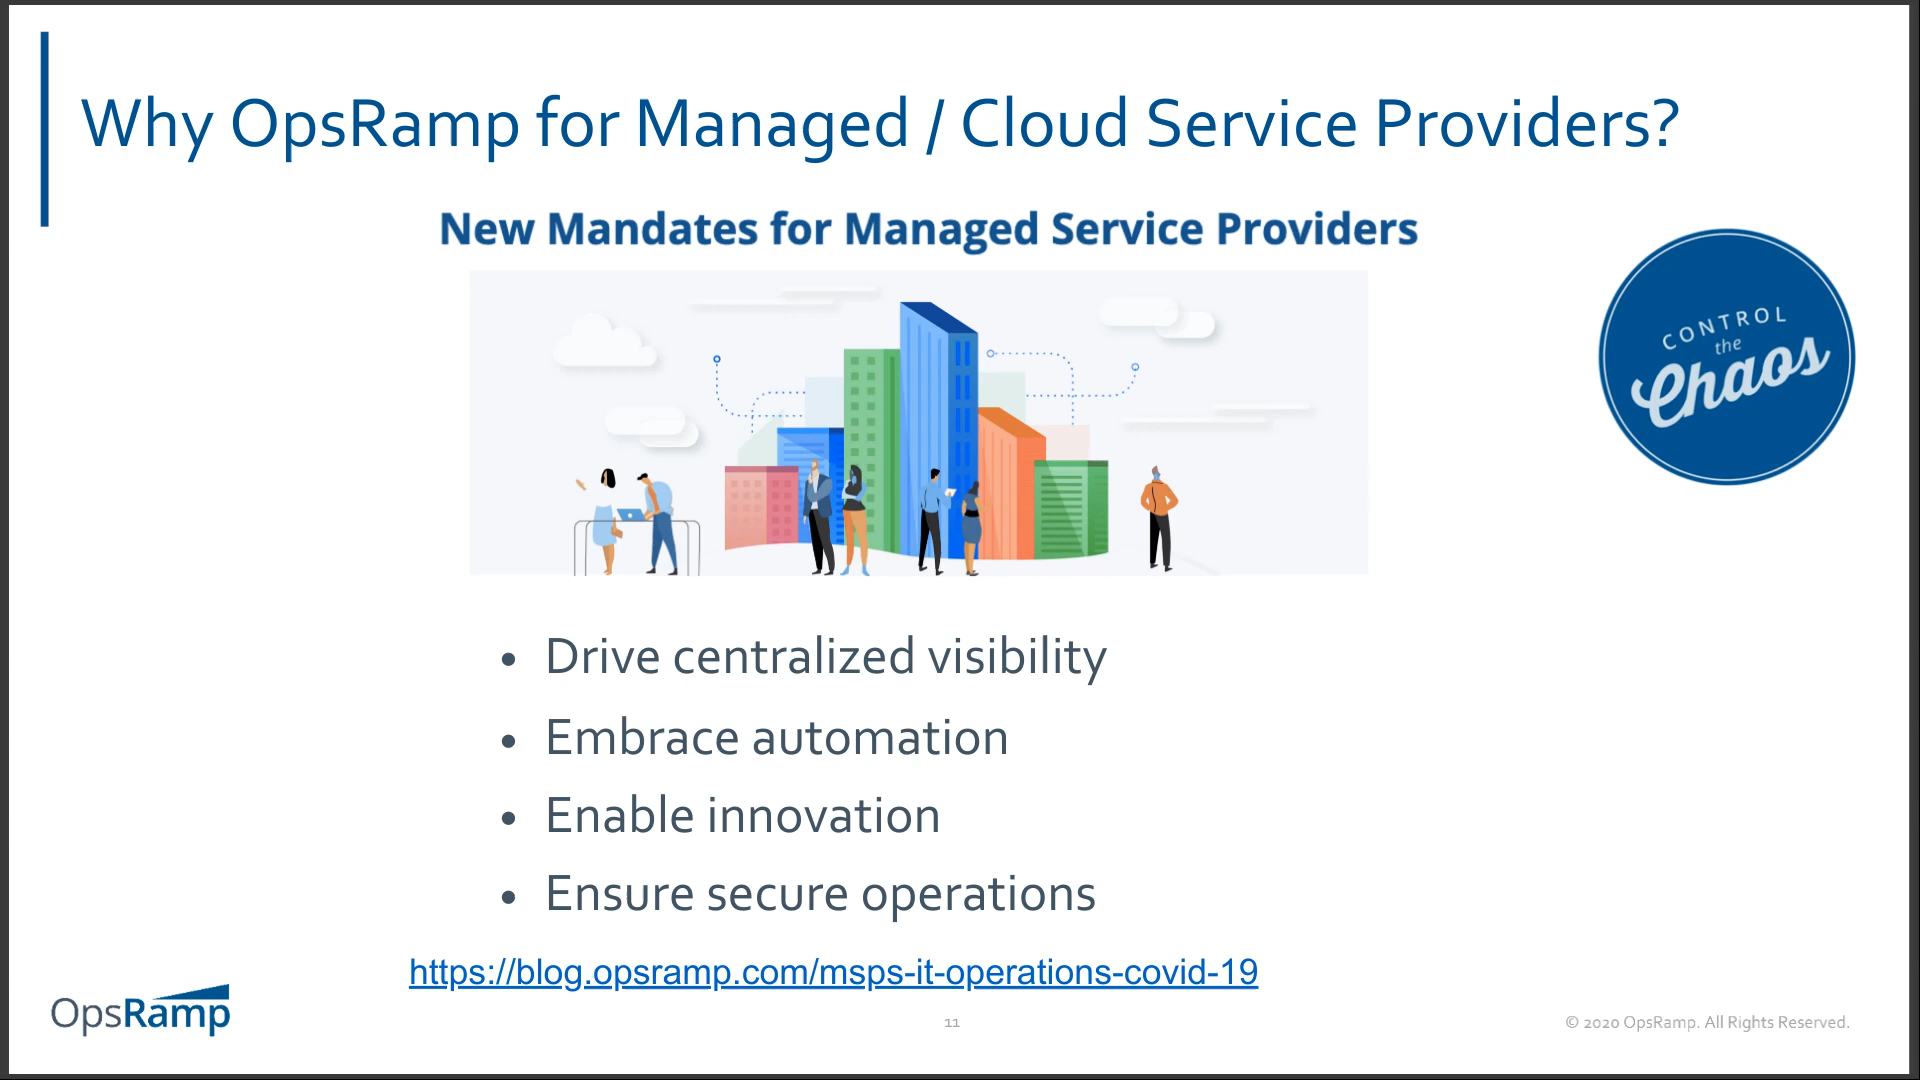 Why OpsRamp for Managed / Cloud Service Providers?
New Mandates for Managed Service Providers
CONTROL
the
Chaos
• Drive centralized visibility
• Embrace automation
• Enable innovation
• Ensure secure operations
https://blog.opsramp.com/msps-it-operations-covid-19
OpsRamp
11
© 2020 OpsRamp. All Rights Reserved.